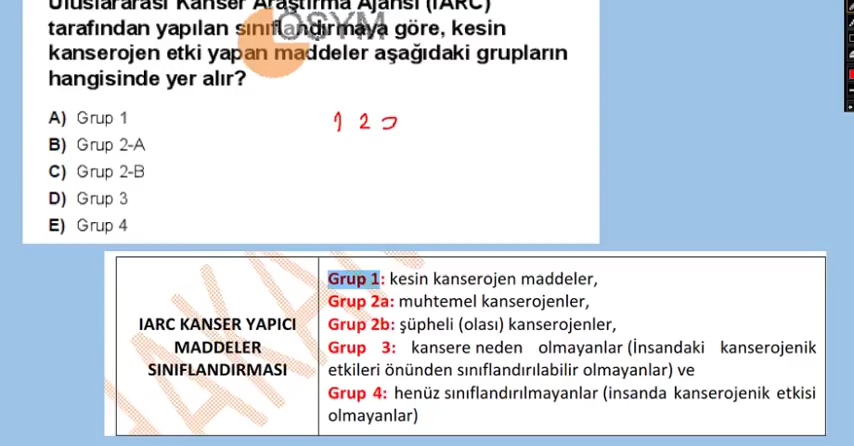 Uluslararası Kanser Araştırma Ajansı (IARC)
tarafından yapılan sınıflandırmaya göre, kesin
kanserojen etki yapan maddeler aşağıdaki grupların
hangisinde yer alır?
ÖSYM
A) Grup 1
B) Grup 2-A
C) Grup 2-B
D) Grup 3
E) Grup 4
1 2
IARC KANSER YAPICI
MADDELER
SINIFLANDIRMASI
Grup 1: kesin kanserojen maddeler,
Grup 2a: muhtemel kanserojenler,
Grup 2b: şüpheli (olası) kanserojenler,
Grup 3: kansere neden olmayanlar (İnsandaki kanserojenik
etkileri önünden sınıflandırılabilir olmayanlar) ve
Grup 4: henüz sınıflandırılmayanlar (insanda kanserojenik etkisi
olmayanlar)